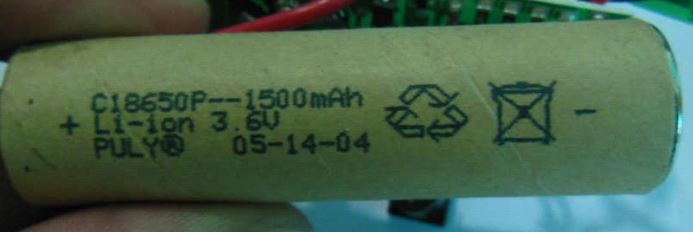 C18650P--1500mAh
+ Li-ion 3.6V -
PULY® 05-14-04